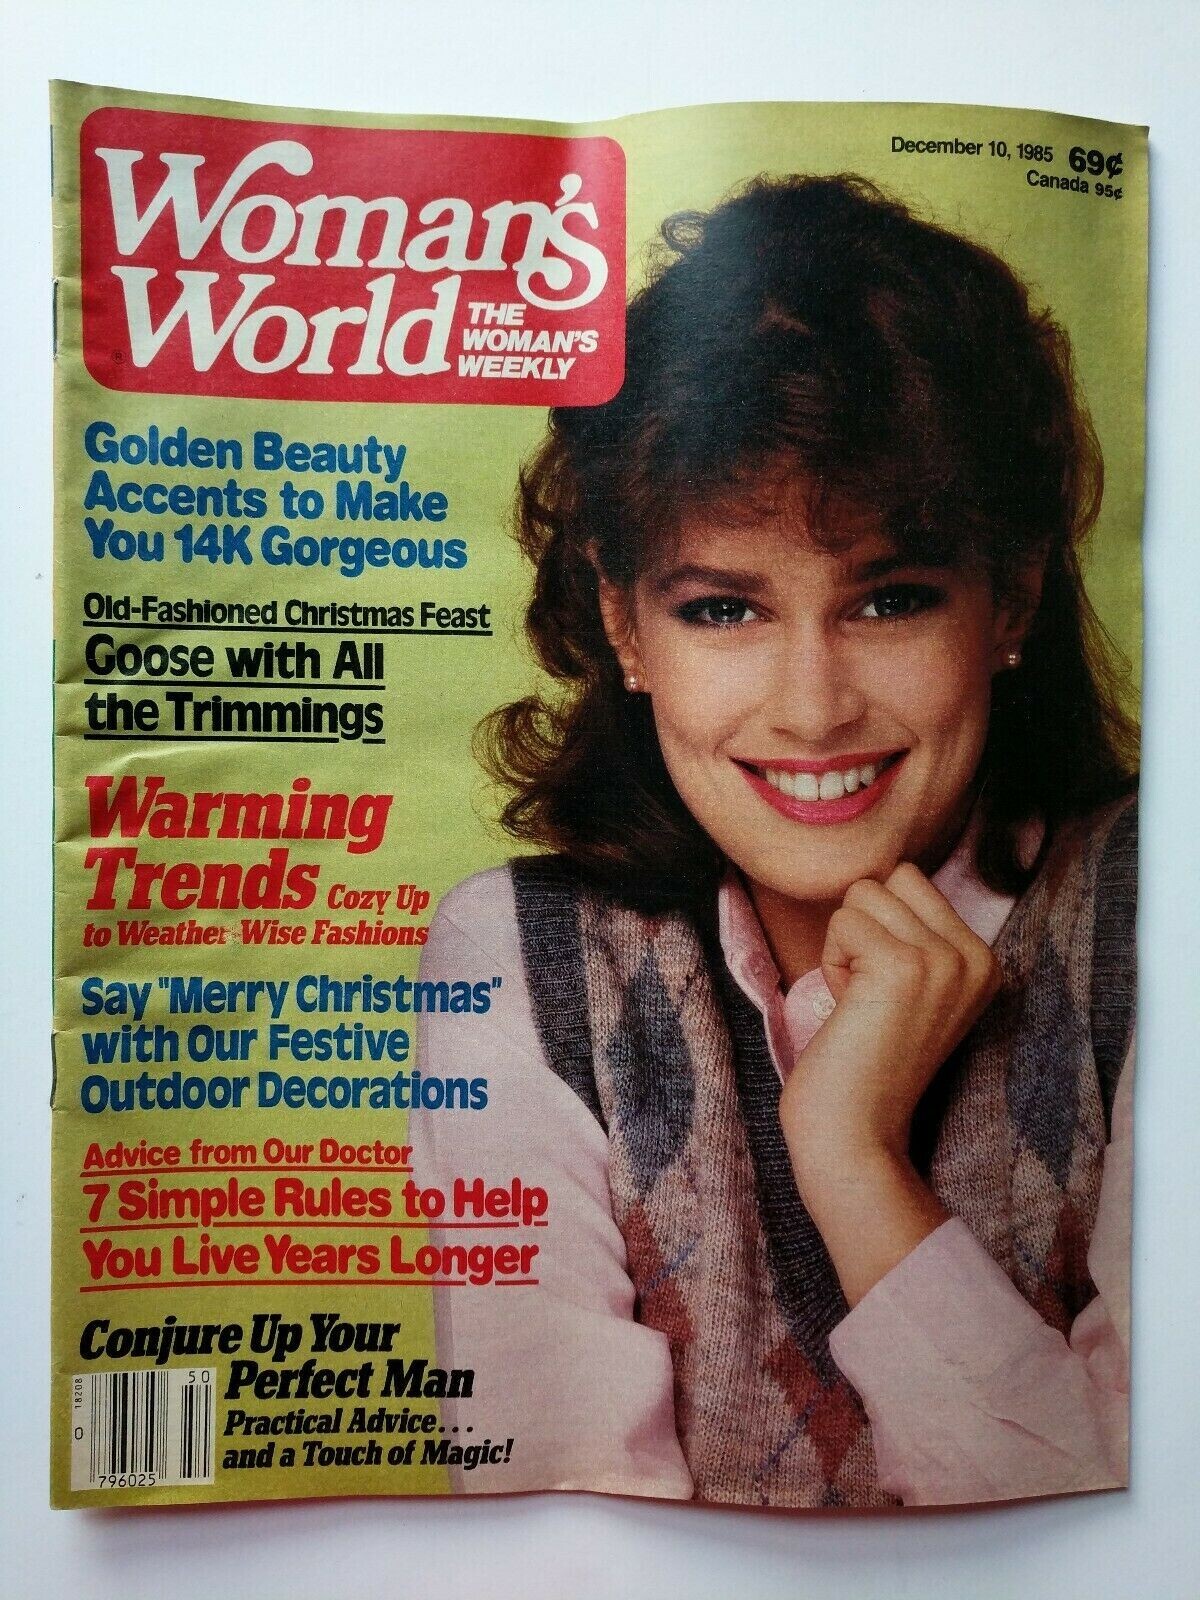 Woman's
World
THE
WOMAN'S
WEEKLY
®
December 10, 1985 69¢
Canada 95¢
Golden Beauty
Accents to Make
You 14K Gorgeous
Old-Fashioned Christmas Feast
Goose with All
the Trimmings
Warming
Trends Cozy Up
to Weather Wise Fashions
Say "Merry Christmas"
with Our Festive
Outdoor Decorations
Advice from Our Doctor
7 Simple Rules to Help
You Live Years Longer
Conjure Up Your
Perfect Man
Practical Advice...
and a Touch of Magic!
50
0 18208
796025